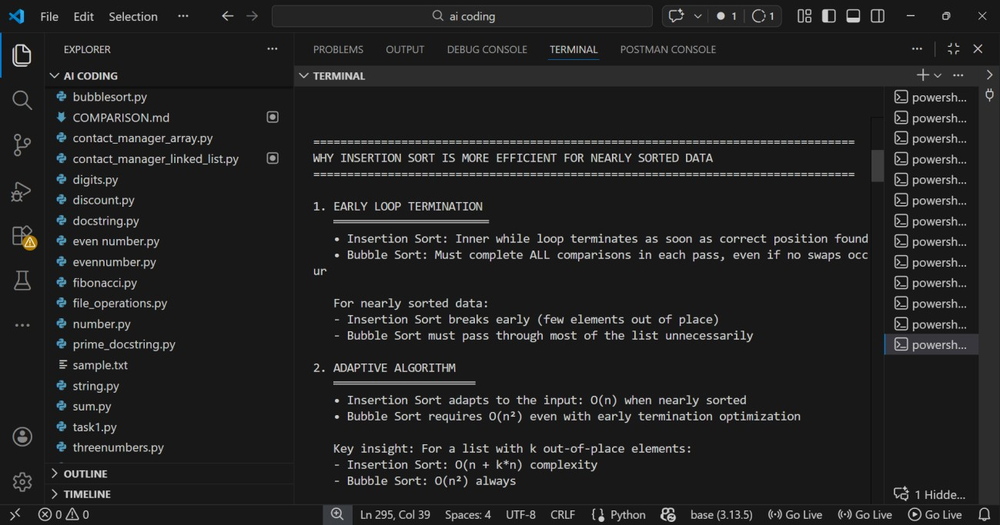 File Edit Selection ··· ai coding 1 1
EXPLORER ···
AI CODING
bubblesort.py
COMPARISON.md
contact_manager_array.py
contact_manager_linked_list.py
digits.py
discount.py
docstring.py
even number.py
evennumber.py
fibonacci.py
file_operations.py
number.py
prime_docstring.py
sample.txt
string.py
sum.py
task1.py
threenumbers.py
OUTLINE
TIMELINE
PROBLEMS OUTPUT DEBUG CONSOLE TERMINAL POSTMAN CONSOLE ···
TERMINAL ···
================================================================================
WHY INSERTION SORT IS MORE EFFICIENT FOR NEARLY SORTED DATA
================================================================================
1. EARLY LOOP TERMINATION
═══════════════════════
• Insertion Sort: Inner while loop terminates as soon as correct position found
• Bubble Sort: Must complete ALL comparisons in each pass, even if no swaps occ
ur
For nearly sorted data:
- Insertion Sort breaks early (few elements out of place)
- Bubble Sort must pass through most of the list unnecessarily
2. ADAPTIVE ALGORITHM
═════════════════════
• Insertion Sort adapts to the input: O(n) when nearly sorted
• Bubble Sort requires O(n²) even with early termination optimization
Key insight: For a list with k out-of-place elements:
- Insertion Sort: O(n + k*n) complexity
- Bubble Sort: O(n²) always
powersh...
powersh...
powersh...
powersh...
powersh...
powersh...
powersh...
powersh...
powersh...
powersh...
powersh...
powersh...
powersh...
1 Hidde...
0 0 Ln 295, Col 39 Spaces: 4 UTF-8 CRLF { } Python base (3.13.5) Go Live Go Live Go Live